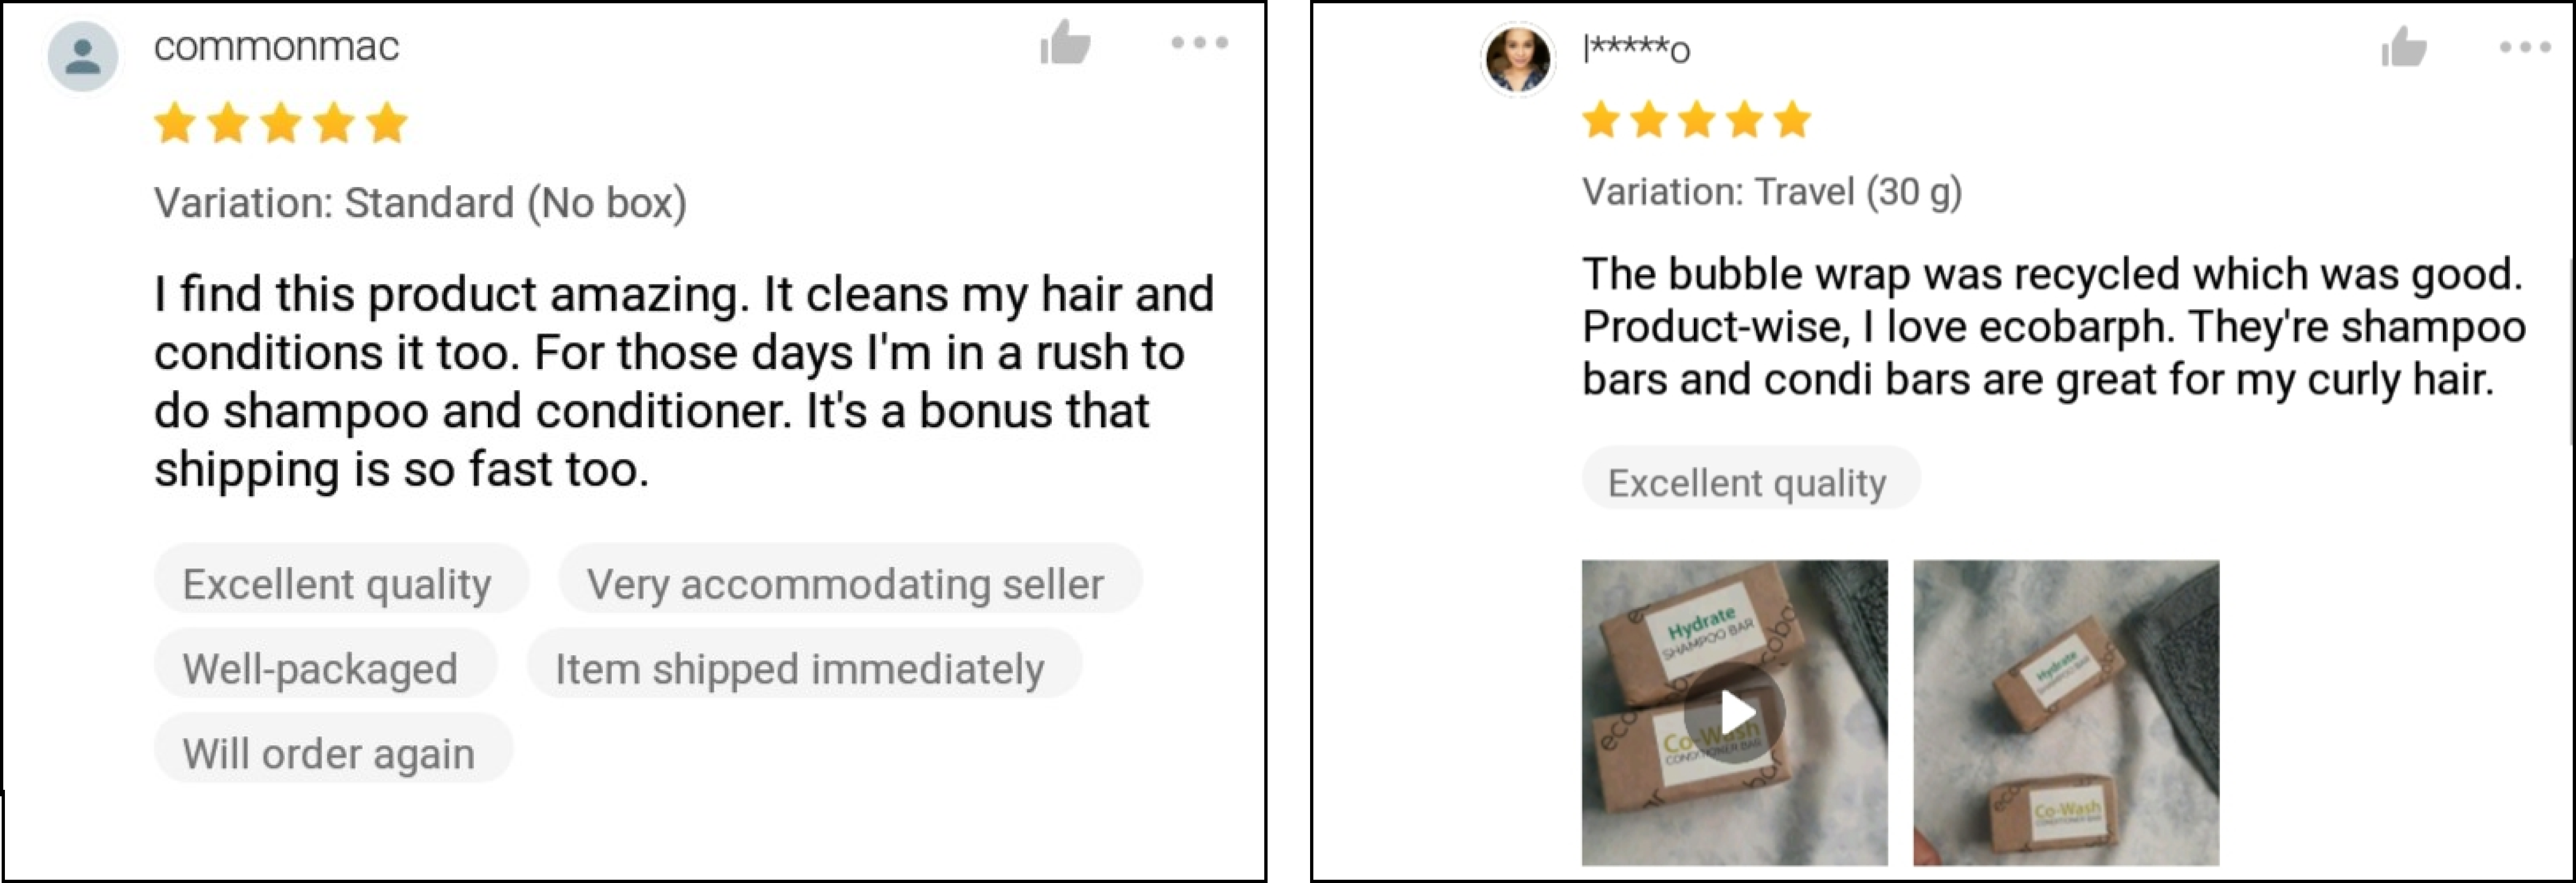 commonmac
Variation: Standard (No box)
I find this product amazing. It cleans my hair and
conditions it too. For those days I'm in a rush to
do shampoo and conditioner. It's a bonus that
shipping is so fast too.
Excellent quality
Very accommodating seller
Well-packaged
Item shipped immediately
Will order again
l*****o
Variation: Travel (30 g)
The bubble wrap was recycled which was good.
Product-wise, I love ecobarph. They're shampoo
bars and condi bars are great for my curly hair.
Excellent quality
Hydrate
SHAMPOO BAR
Co-Wash
CONDITIONER BAR
Hydrate
SHAMPOO BAR
Co-Wash
CONDITIONER BAR